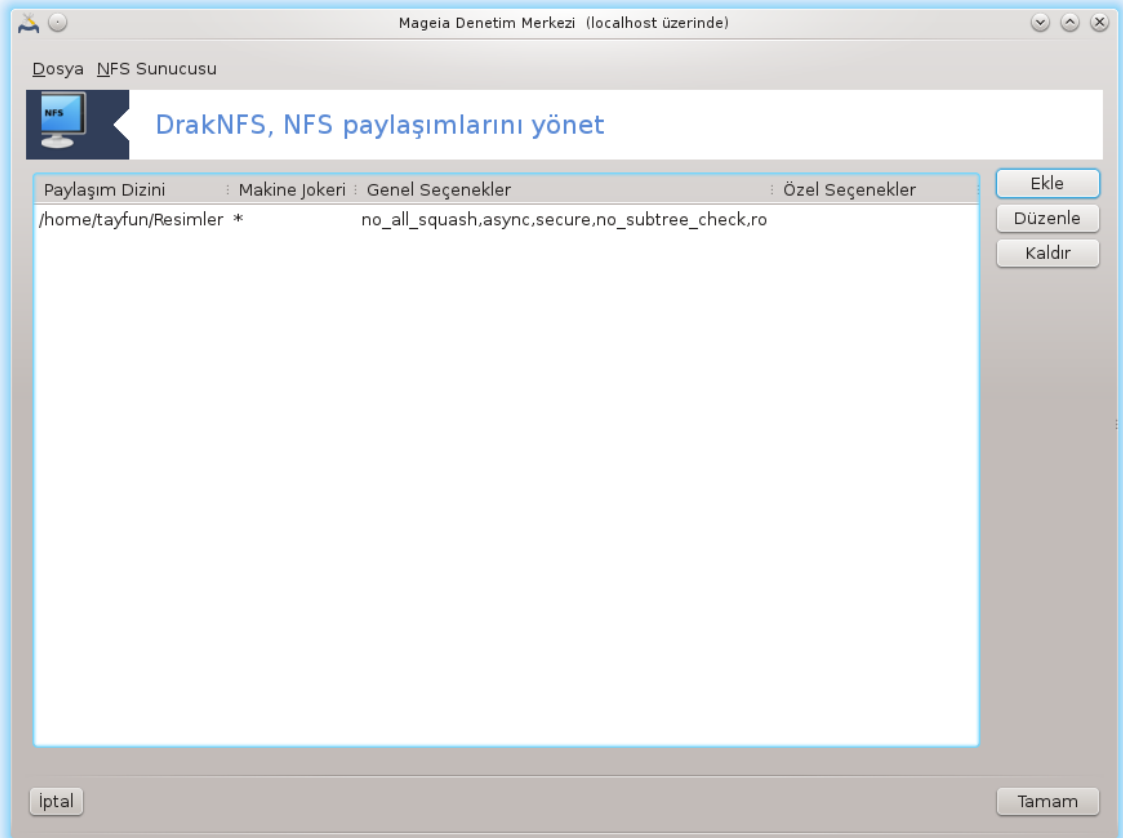 Mageia Denetim Merkezi (localhost üzerinde)
Dosya NFS Sunucusu
NFS
DrakNFS, NFS paylaşımlarını yönet
Paylaşım Dizini Makine Jokeri Genel Seçenekler Özel Seçenekler
/home/tayfun/Resimler * no_all_squash,async,secure,no_subtree_check,ro
Ekle
Düzenle
Kaldır
İptal
Tamam